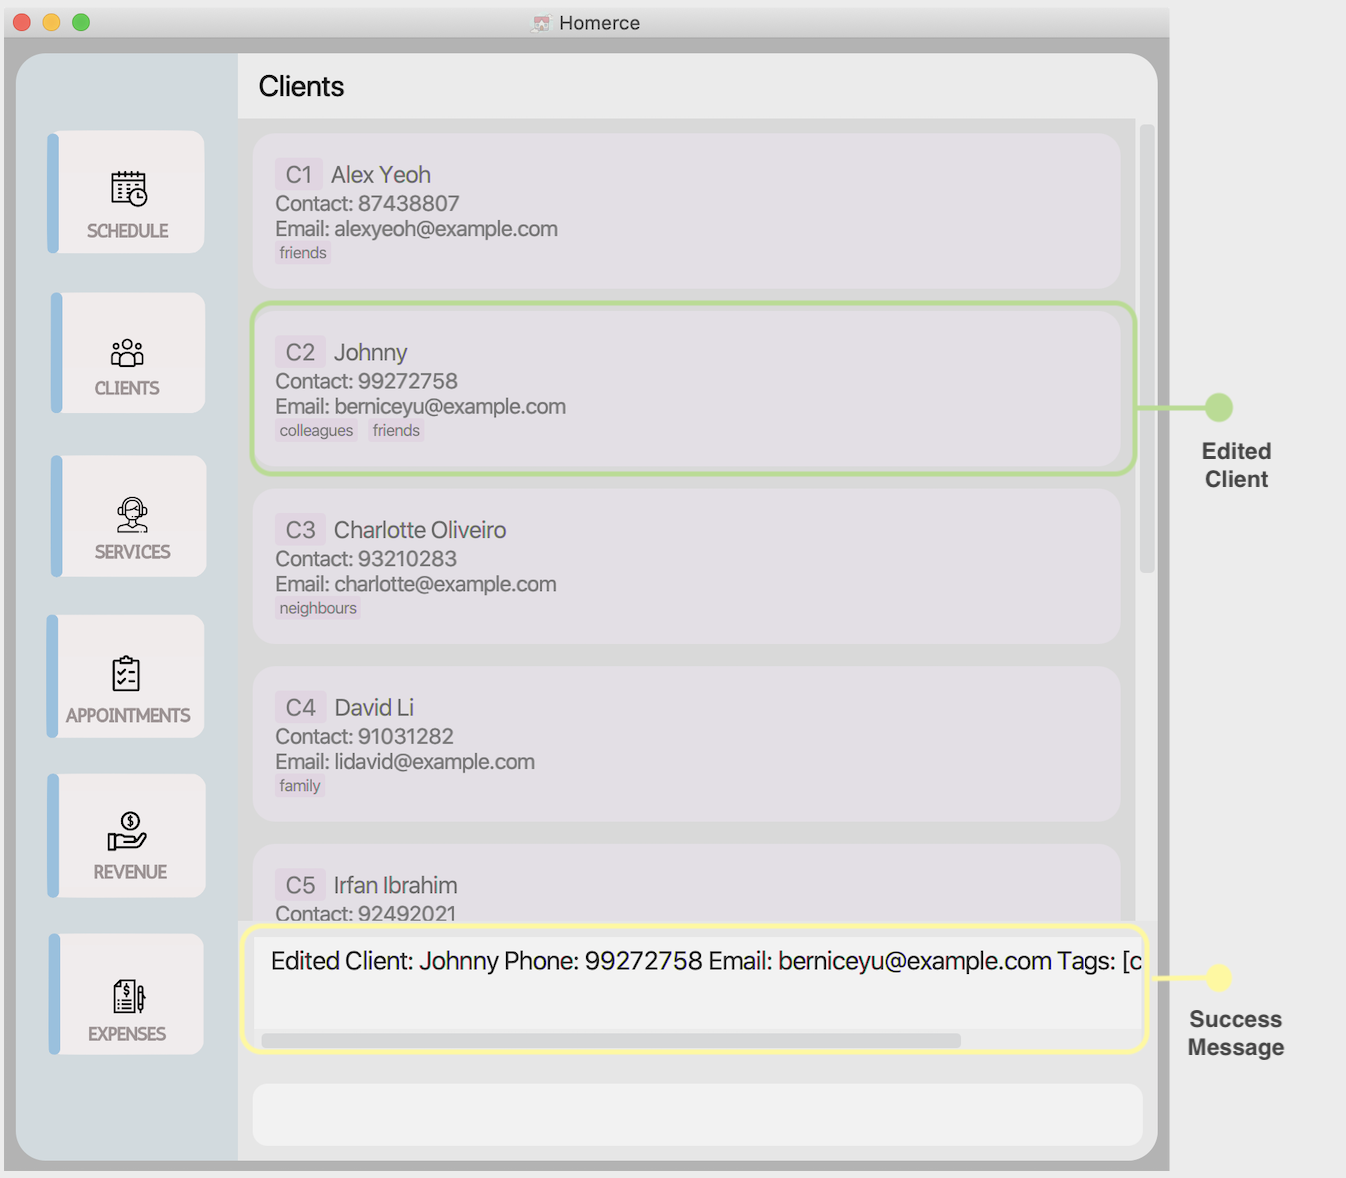 Homerce
Clients
SCHEDULE
CLIENTS
SERVICES
APPOINTMENTS
REVENUE
EXPENSES
C1 Alex Yeoh
Contact: 87438807
Email: alexyeoh@example.com
friends
C2 Johnny
Contact: 99272758
Email: berniceyu@example.com
colleagues friends
C3 Charlotte Oliveiro
Contact: 93210283
Email: charlotte@example.com
neighbours
C4 David Li
Contact: 91031282
Email: lidavid@example.com
family
C5 Irfan Ibrahim
Contact: 92492021
Edited Client: Johnny Phone: 99272758 Email: berniceyu@example.com Tags: [c
Edited
Client
Success
Message